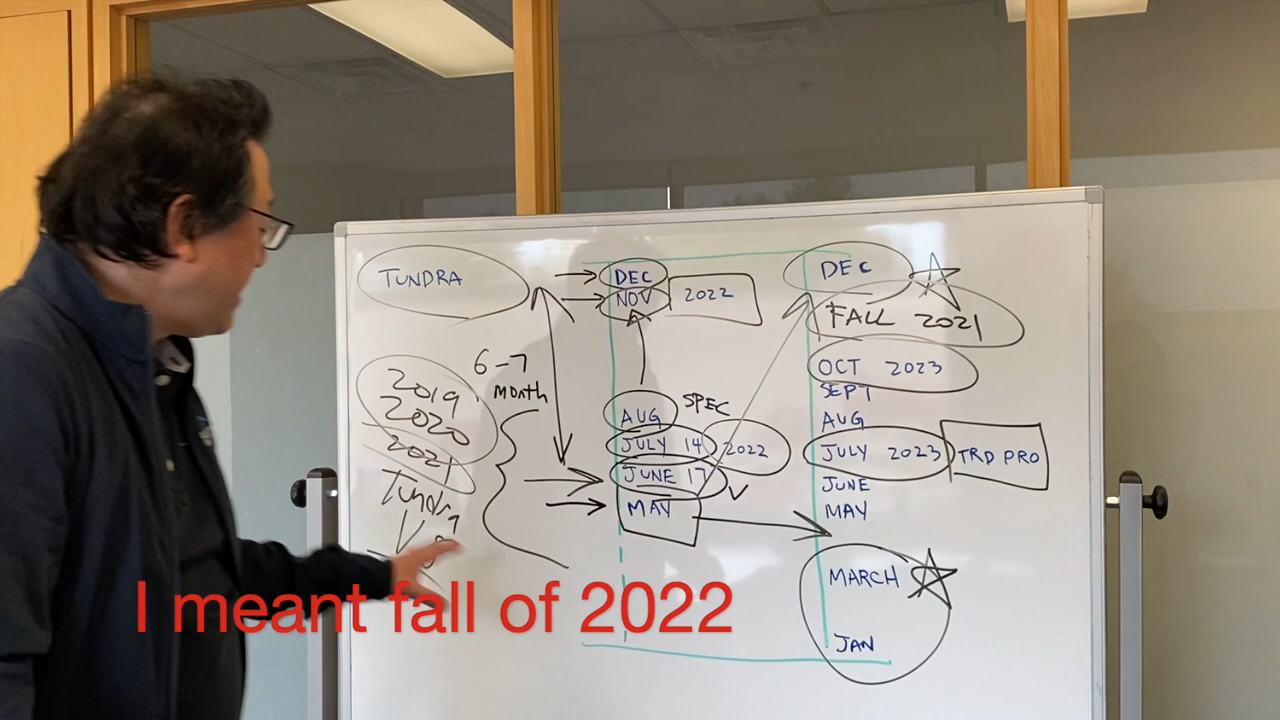 TUNDRA
2019
2020
2021
Tundra
6-7
month
DEC
NOV
2022
AUG
SPEC
JULY 14
2022
JUNE 17
V
MAY
DEC
FALL 2021
OCT 2023
SEPT
AUG
JULY 2023
TRD PRO
JUNE
MAY
MARCH
JAN
I meant fall of 2022